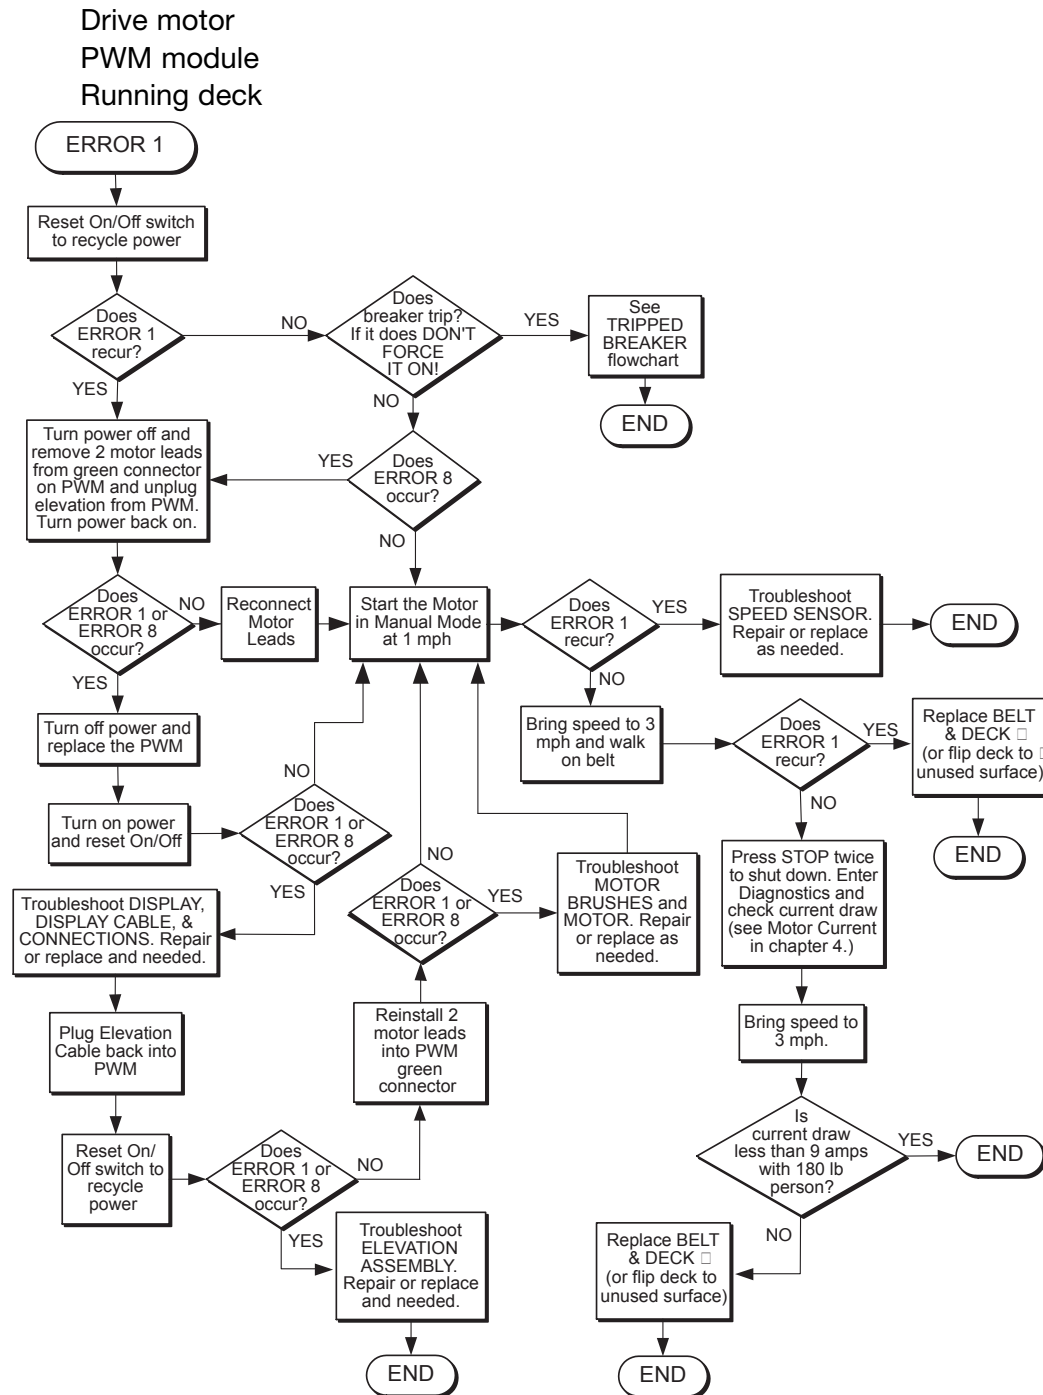 Drive motor
PWM module
Running deck
ERROR 1
Reset On/Off switch
to recycle power
Does
ERROR 1
recur?
NO
YES
Does
breaker trip?
If it does DON'T
FORCE
IT ON!
YES
NO
See
TRIPPED
BREAKER
flowchart
END
Turn power off and
remove 2 motor leads
from green connector
on PWM and unplug
elevation from PWM.
Turn power back on.
YES
Does
ERROR 8
occur?
NO
Does
ERROR 1 or
ERROR 8
occur?
NO
YES
Reconnect
Motor
Leads
Start the Motor
in Manual Mode
at 1 mph
Does
ERROR 1
recur?
YES
NO
Troubleshoot
SPEED SENSOR.
Repair or replace
as needed.
END
Turn off power and
replace the PWM
Bring speed to 3
mph and walk
on belt
Does
ERROR 1
recur?
YES
NO
Replace BELT
& DECK □
(or flip deck to □
unused surface)
END
Turn on power
and reset On/Off
NO
Does
ERROR 1 or
ERROR 8
occur?
YES
Troubleshoot DISPLAY,
DISPLAY CABLE, &
CONNECTIONS. Repair
or replace and needed.
NO
Does
ERROR 1 or
ERROR 8
occur?
YES
Troubleshoot
MOTOR
BRUSHES and
MOTOR. Repair
or replace as
needed.
Press STOP twice
to shut down. Enter
Diagnostics and
check current draw
(see Motor Current
in chapter 4.)
Plug Elevation
Cable back into
PWM
Reinstall 2
motor leads
into PWM
green
connector
Bring speed to
3 mph.
Reset On/
Off switch to
recycle
power
Does
ERROR 1 or
ERROR 8
occur?
NO
YES
Is
current draw
less than 9 amps
with 180 lb
person?
YES
NO
END
Troubleshoot
ELEVATION
ASSEMBLY.
Repair or replace
and needed.
END
Replace BELT
& DECK □
(or flip deck to
unused surface)
END